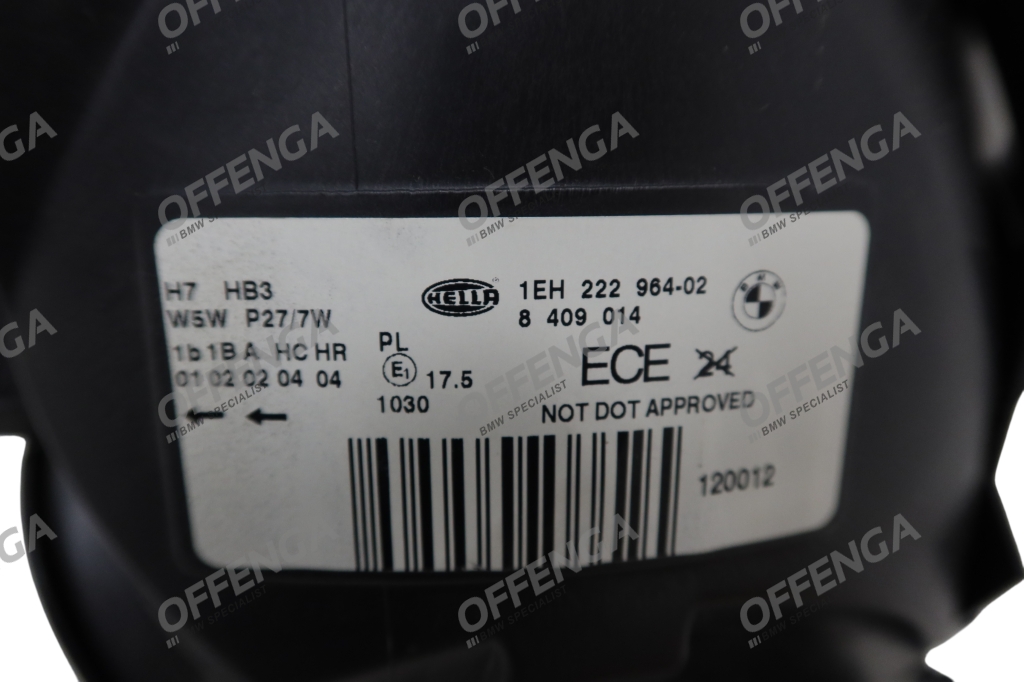 H7 HB3
W5W P27/7W
1b 1B A HC HR
01 02 02 04 04
PL
E1 17.5
1030
HELLA
1EH 222 964-02
8 409 014
BMW
ECE 24
NOT DOT APPROVED
120012
OFFENGA
BMW SPECIALIST